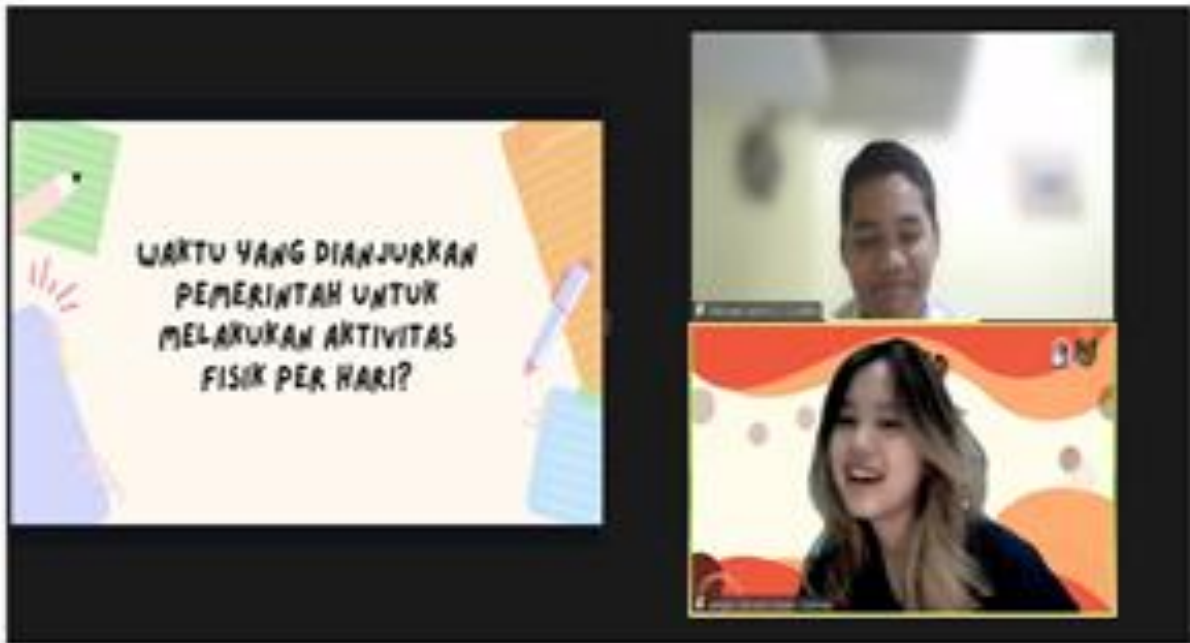 WAKTU YANG DIANJURKAN
PEMERINTAH UNTUK
MELAKUKAN AKTIVITAS
FISIK PER HARI?